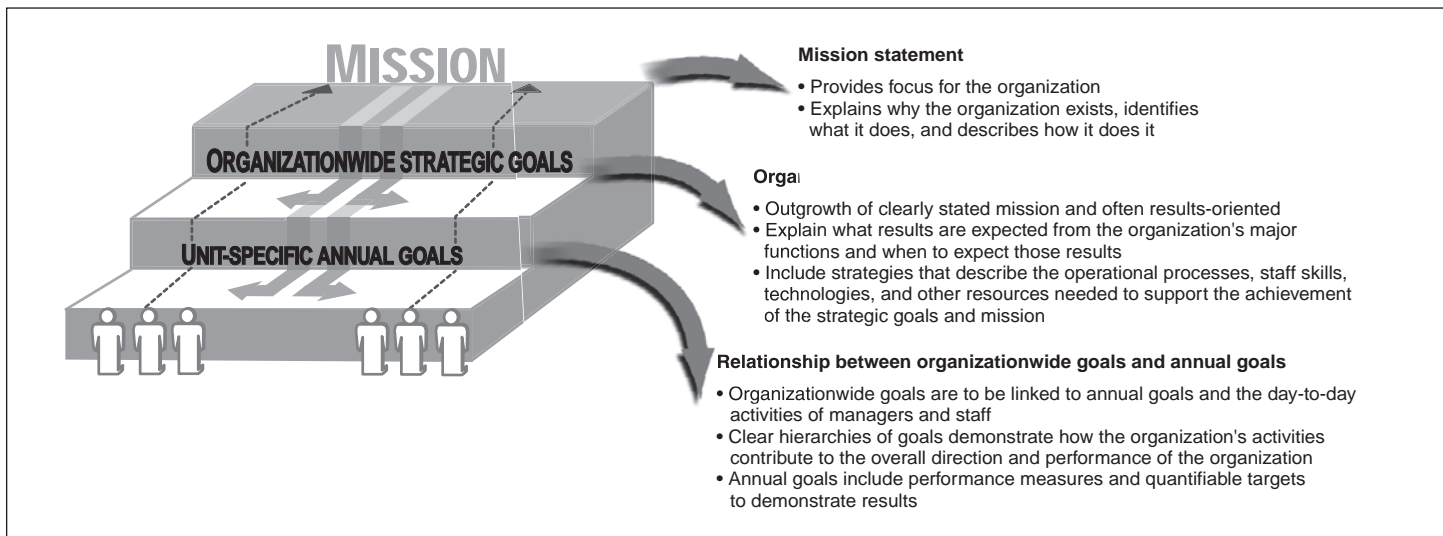 MISSION
ORGANIZATIONWIDE STRATEGIC GOALS
UNIT-SPECIFIC ANNUAL GOALS
Mission statement
• Provides focus for the organization
• Explains why the organization exists, identifies
what it does, and describes how it does it
Orga
• Outgrowth of clearly stated mission and often results-oriented
• Explain what results are expected from the organization's major
functions and when to expect those results
• Include strategies that describe the operational processes, staff skills,
technologies, and other resources needed to support the achievement
of the strategic goals and mission
Relationship between organizationwide goals and annual goals
• Organizationwide goals are to be linked to annual goals and the day-to-day
activities of managers and staff
• Clear hierarchies of goals demonstrate how the organization's activities
contribute to the overall direction and performance of the organization
• Annual goals include performance measures and quantifiable targets
to demonstrate results